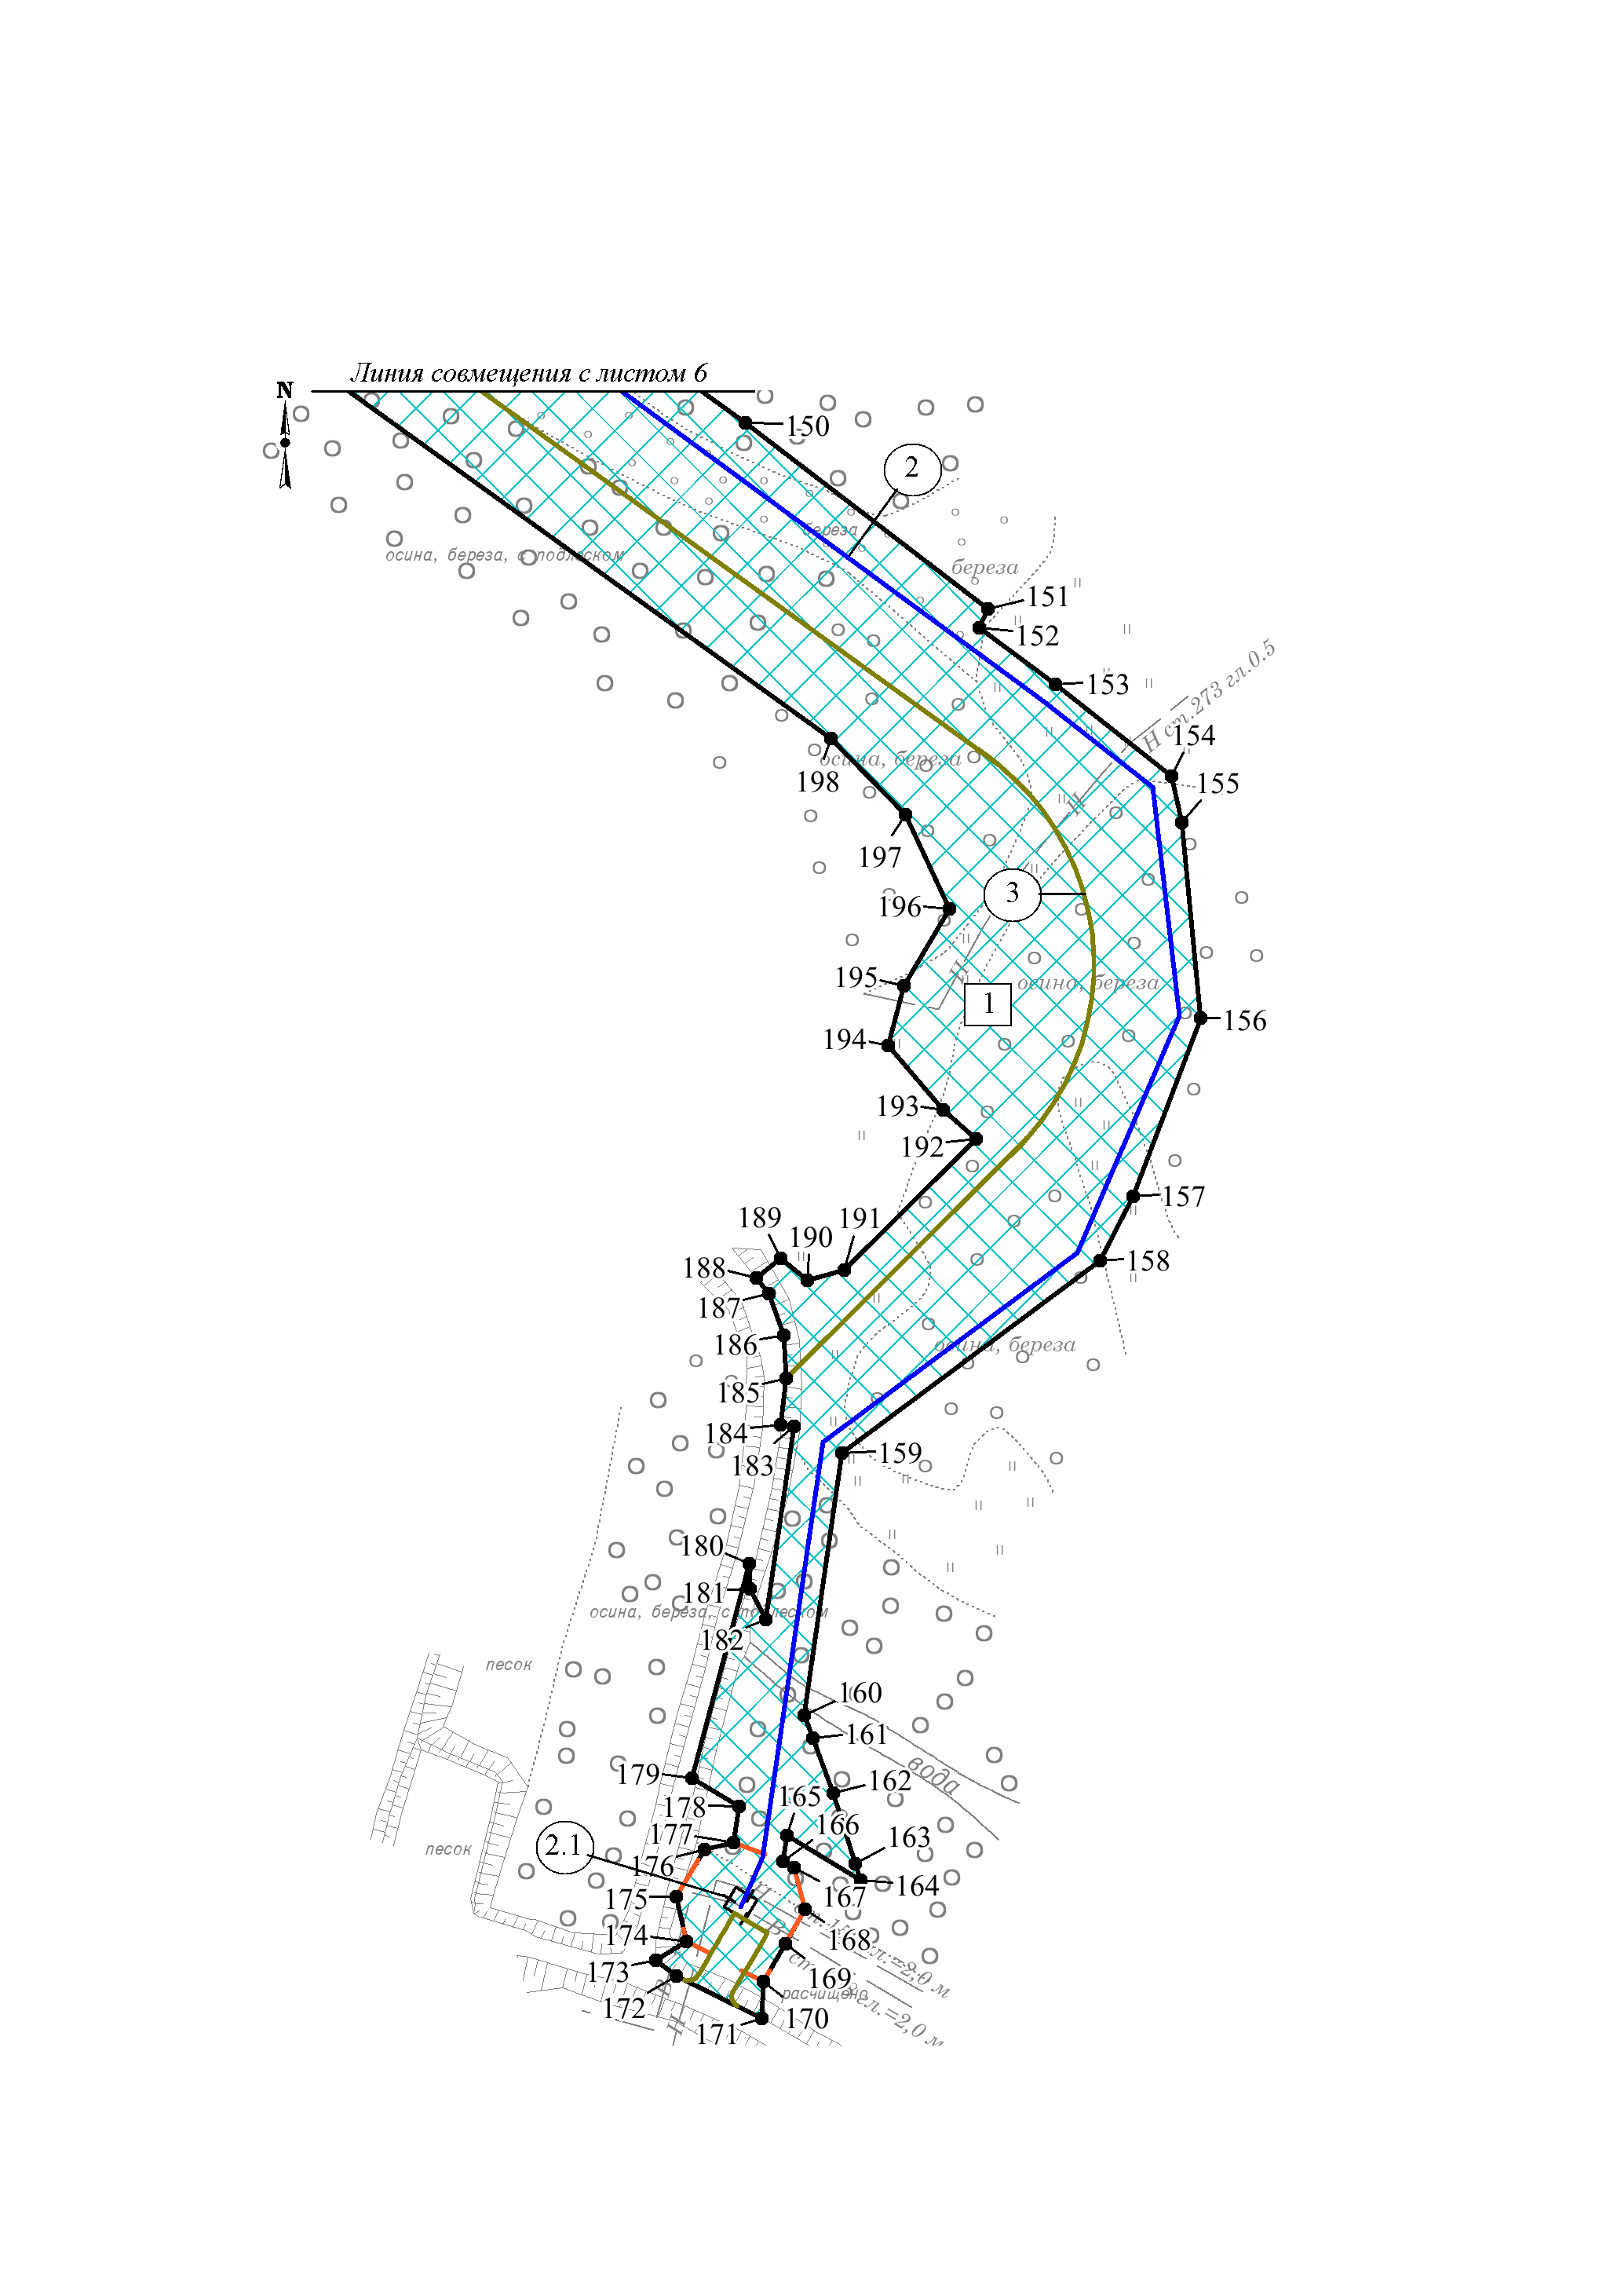 Линия совмещения с листом 6
N
150
2
береза
осина, береза, с подлеском
береза
151
152
153
Н ст.273 гл.0.5
154
осина, береза
155
198
197
Н
3
196
195
Н
осина, береза
1
194
156
193
192
157
189
191
190
188
158
187
186
осина, береза
185
184
159
183
180
181
осина, береза, с подлеском
182
песок
160
161
вода
179
162
165
178
166
177
песок
2.1
163
176
164
167
175
Н
174
В
168
173
169
расчищено
172
В
170
Н
171